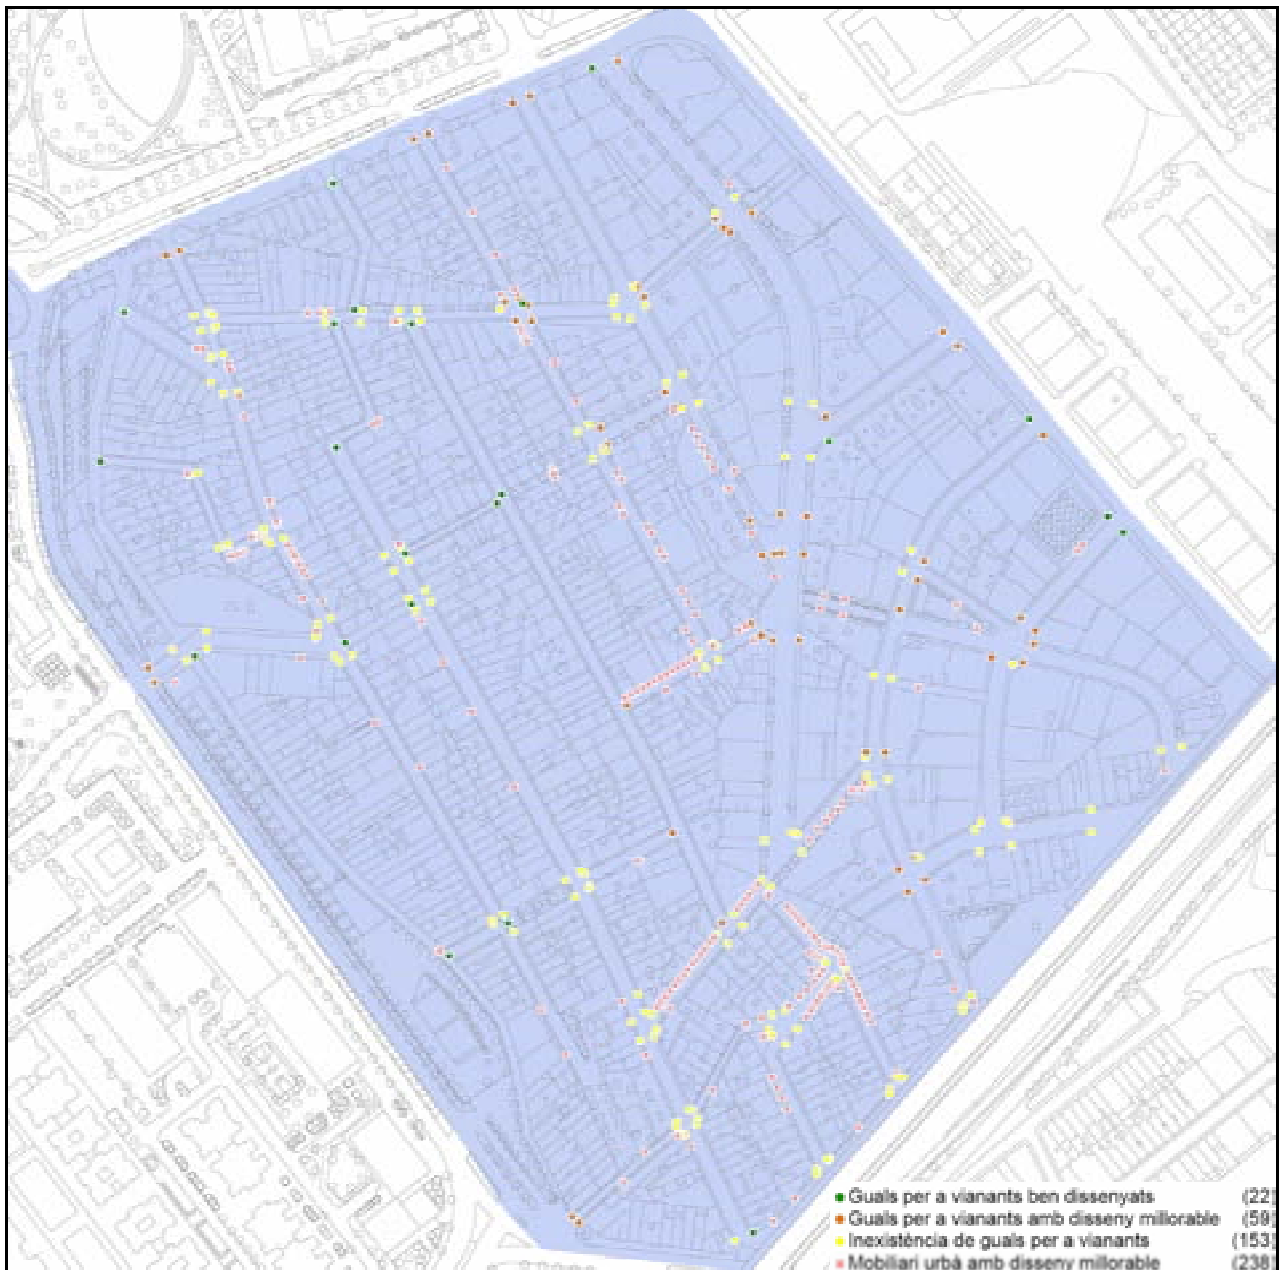 Guals per a vianants ben dissenyats (22)
Guals per a vianants amb disseny millorable (59)
Inexistència de guals per a vianants (153)
Mobiliari urbà amb disseny millorable (238)